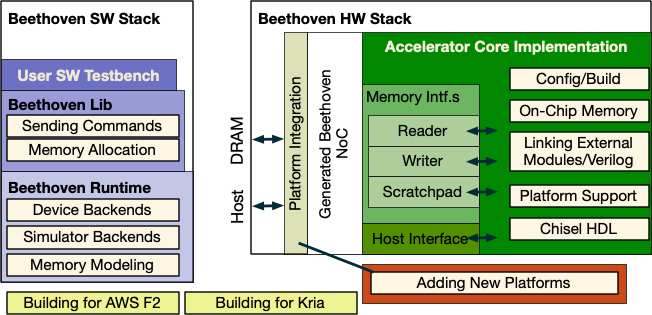 Beethoven SW Stack
User SW Testbench
Beethoven Lib
Sending Commands
Memory Allocation
Beethoven Runtime
Device Backends
Simulator Backends
Memory Modeling
Building for AWS F2
Building for Kria
Beethoven HW Stack
DRAM
Host
Platform Integration
Generated Beethoven
NoC
Accelerator Core Implementation
Memory Intf.s
Reader
Writer
Scratchpad
Host Interface
Config/Build
On-Chip Memory
Linking External
Modules/Verilog
Platform Support
Chisel HDL
Adding New Platforms